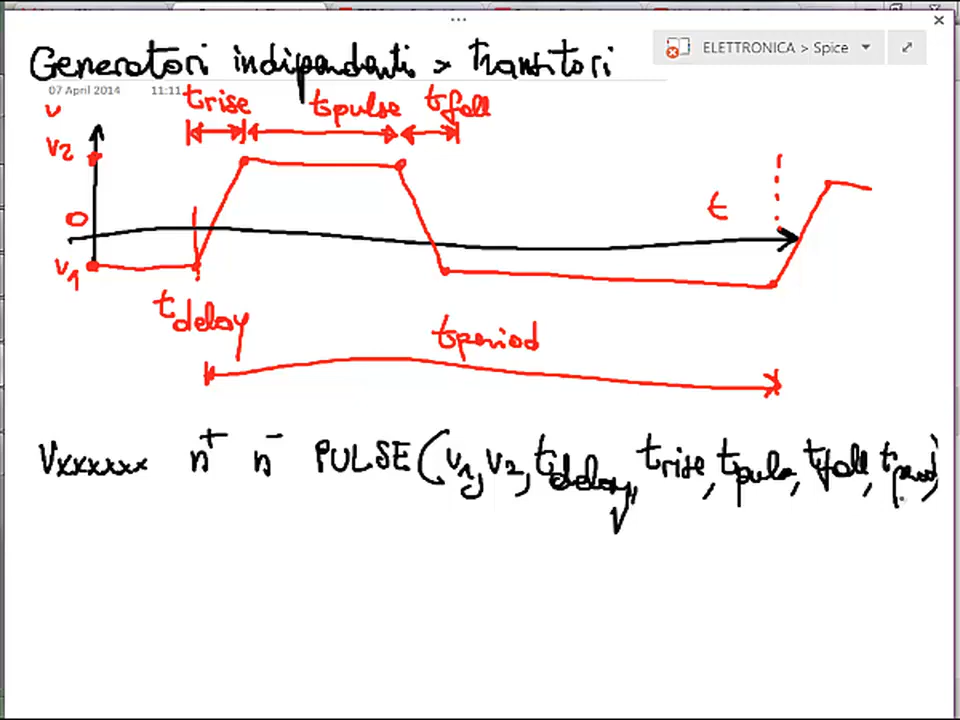 Generatori indipendenti > transitori
ELETTRONICA > Spice
07 April 2014 11:11
trise tpulse tfall
v
v2
0
t
v1
tdelay
tperiod
Vxxxxxx n+ n- PULSE(v1, v2, tdelay, trise, tpulse, tfall, tperiod)